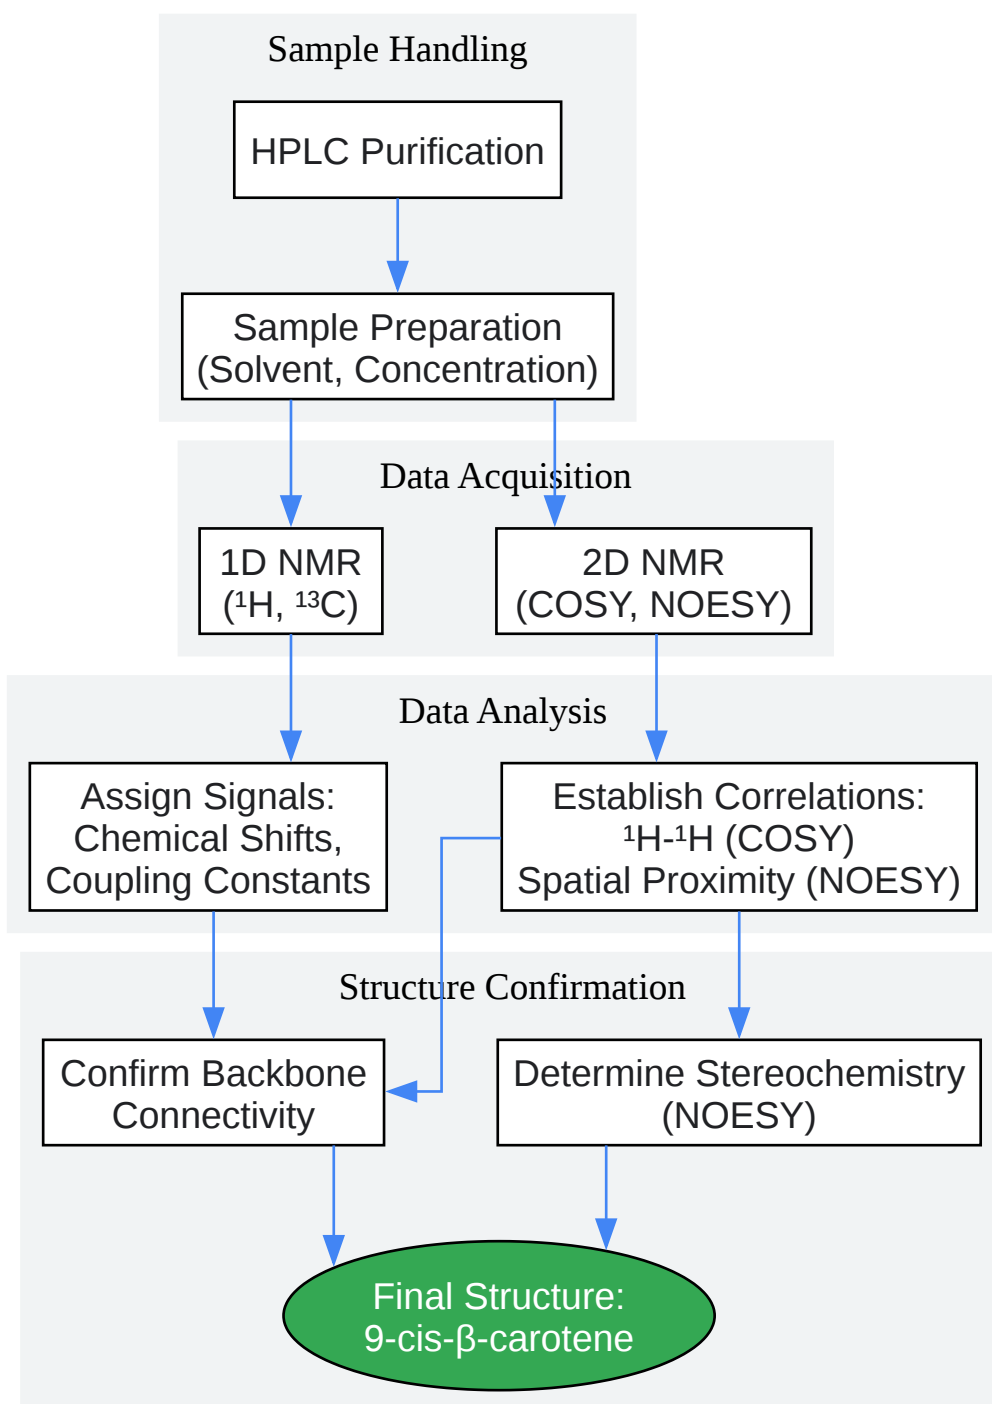 Sample Handling
HPLC Purification
Sample Preparation
(Solvent, Concentration)
Data Acquisition
1D NMR
(¹H, ¹³C)
2D NMR
(COSY, NOESY)
Data Analysis
Assign Signals:
Chemical Shifts,
Coupling Constants
Establish Correlations:
¹H-¹H (COSY)
Spatial Proximity (NOESY)
Structure Confirmation
Confirm Backbone
Connectivity
Determine Stereochemistry
(NOESY)
Final Structure:
9-cis-β-carotene